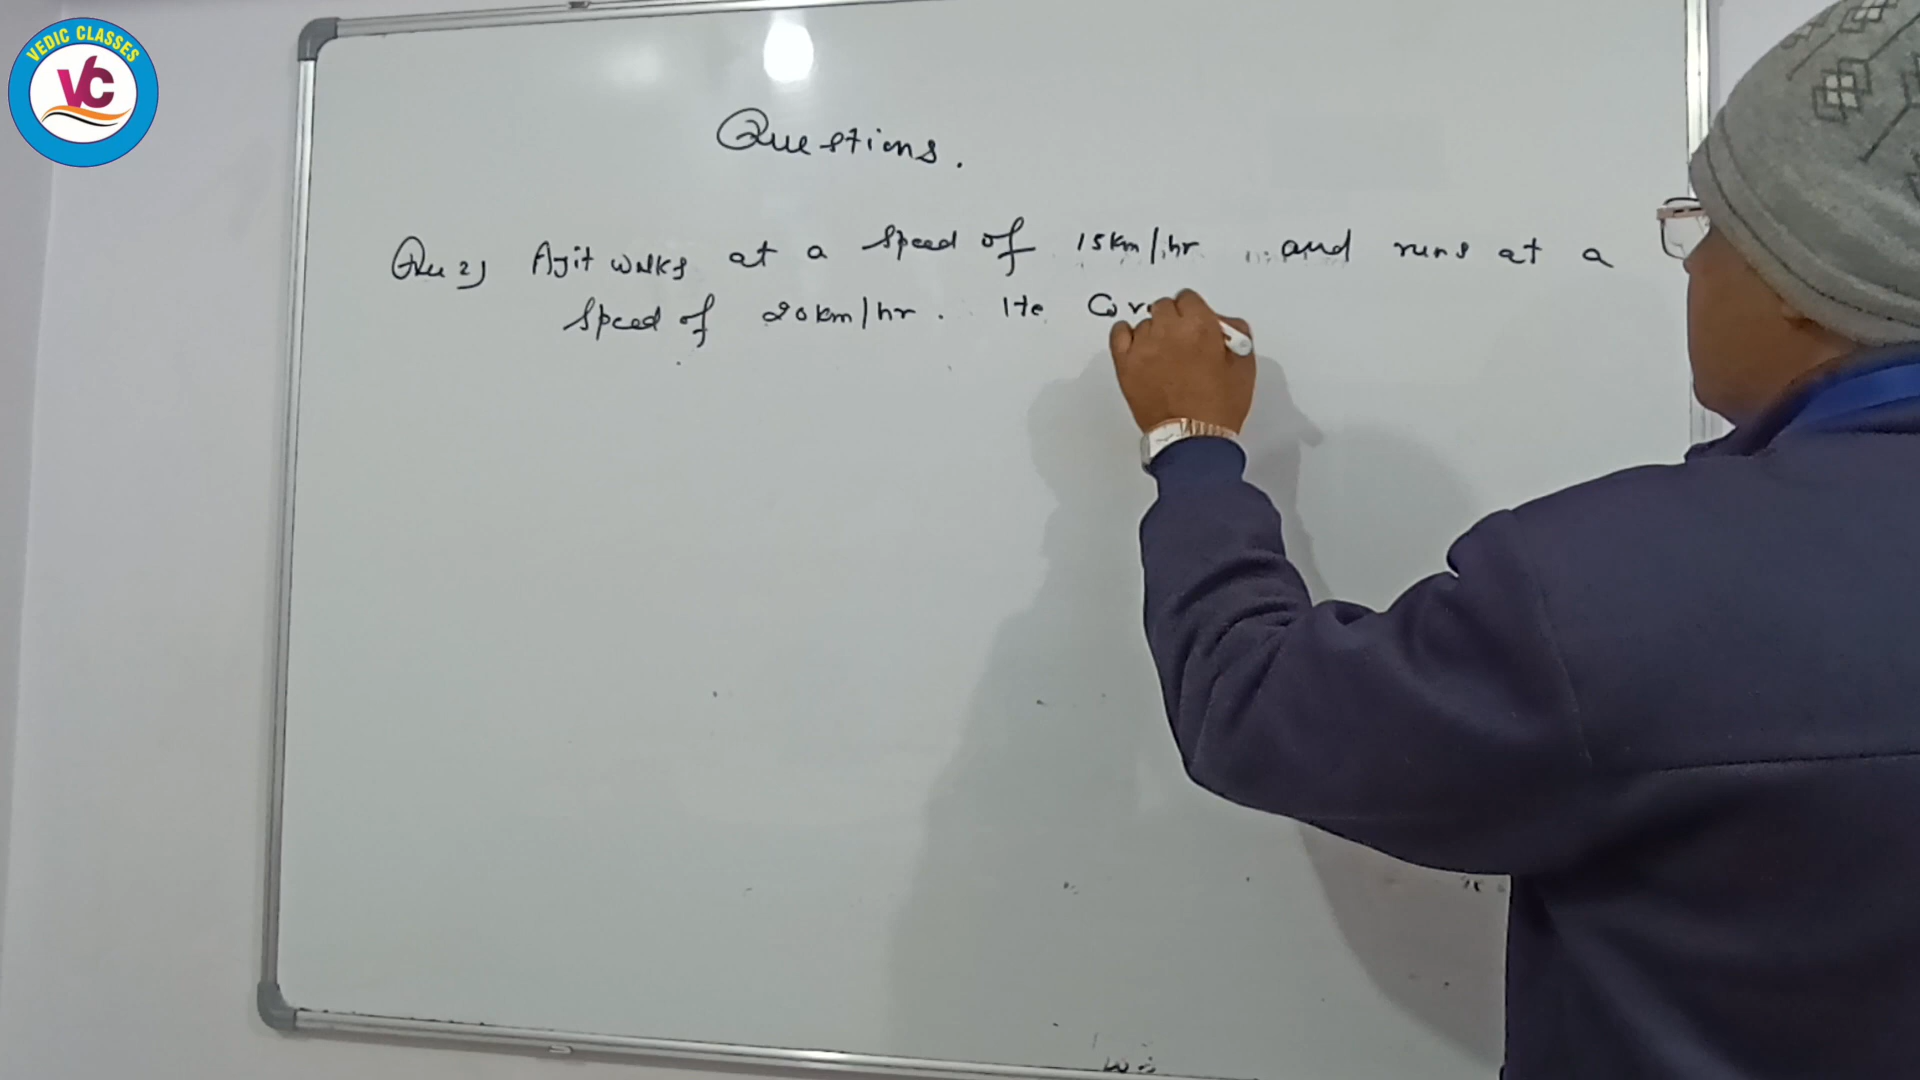 VEDIC CLASSES
VC
Questions.
Que 2) Ajit walks at a speed of 15km/hr and runs at a
speed of 20km/hr. He